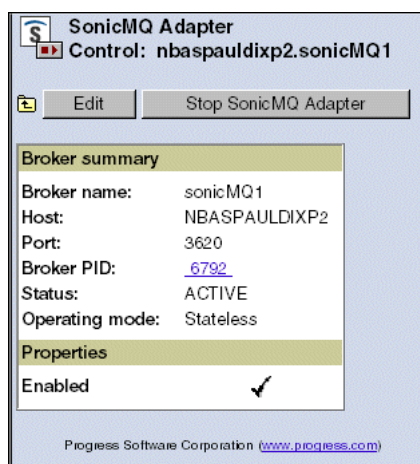 SonicMQ Adapter
Control: nbaspauldixp2.sonicMQ1
Edit Stop SonicMQ Adapter
Broker summary
Broker name: sonicMQ1
Host: NBASPAULDIXP2
Port: 3620
Broker PID: 6792
Status: ACTIVE
Operating mode: Stateless
Properties
Enabled
Progress Software Corporation (www.progress.com)